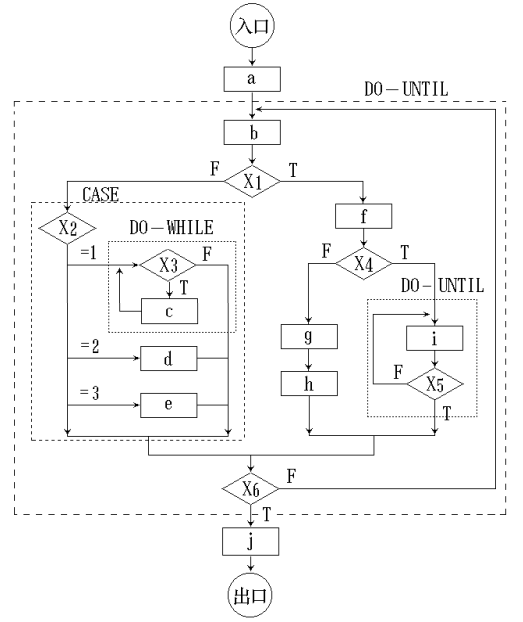 入口
a
DO-UNTIL
b
F X1 T
CASE
X2
DO-WHILE
=1 X3 F
T
c
=2 d
=3 e
f
F X4 T
DO-UNTIL
g
i
h
F X5
T
X6 F
T
j
出口